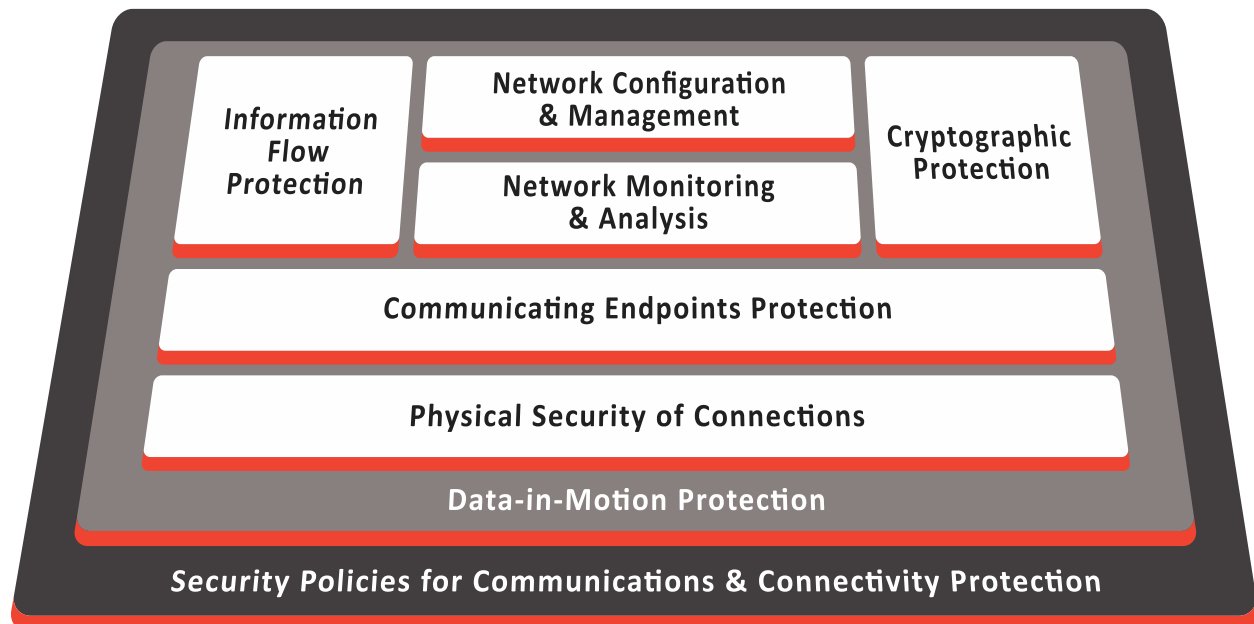 Information
Flow
Protection
Network Configuration
& Management
Network Monitoring
& Analysis
Cryptographic
Protection
Communicating Endpoints Protection
Physical Security of Connections
Data-in-Motion Protection
Security Policies for Communications & Connectivity Protection